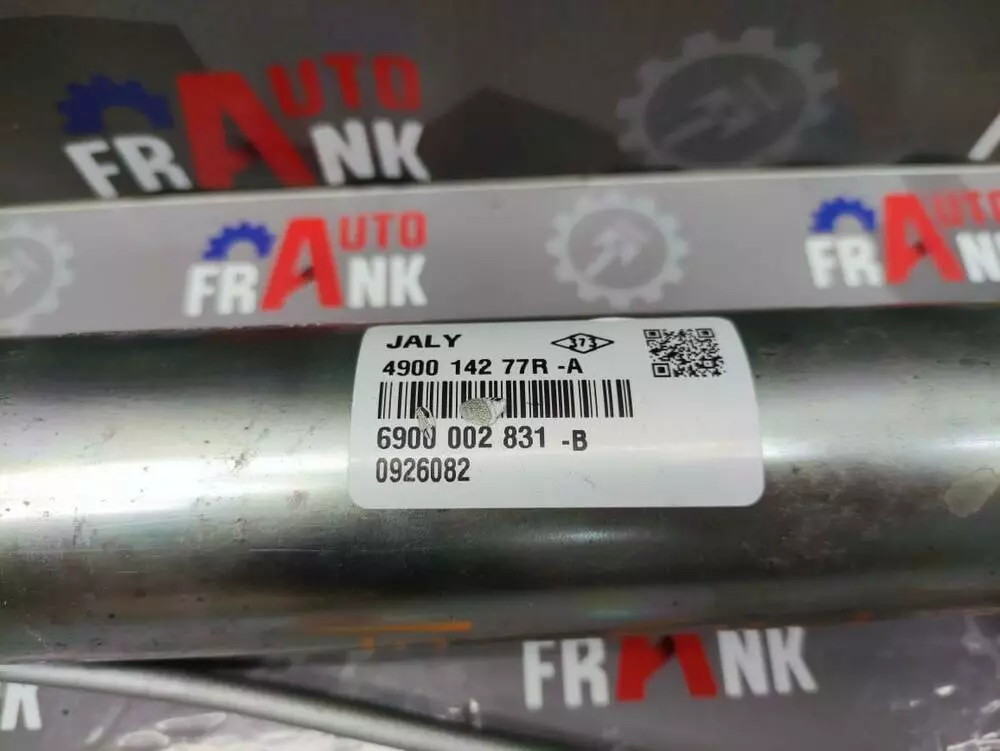 AUTO
FRANK
AUTO
FRANK
AUTO
FRANK
JALY
373
4900 142 77R -A
6900 002 831 -B
0926082
FRANK